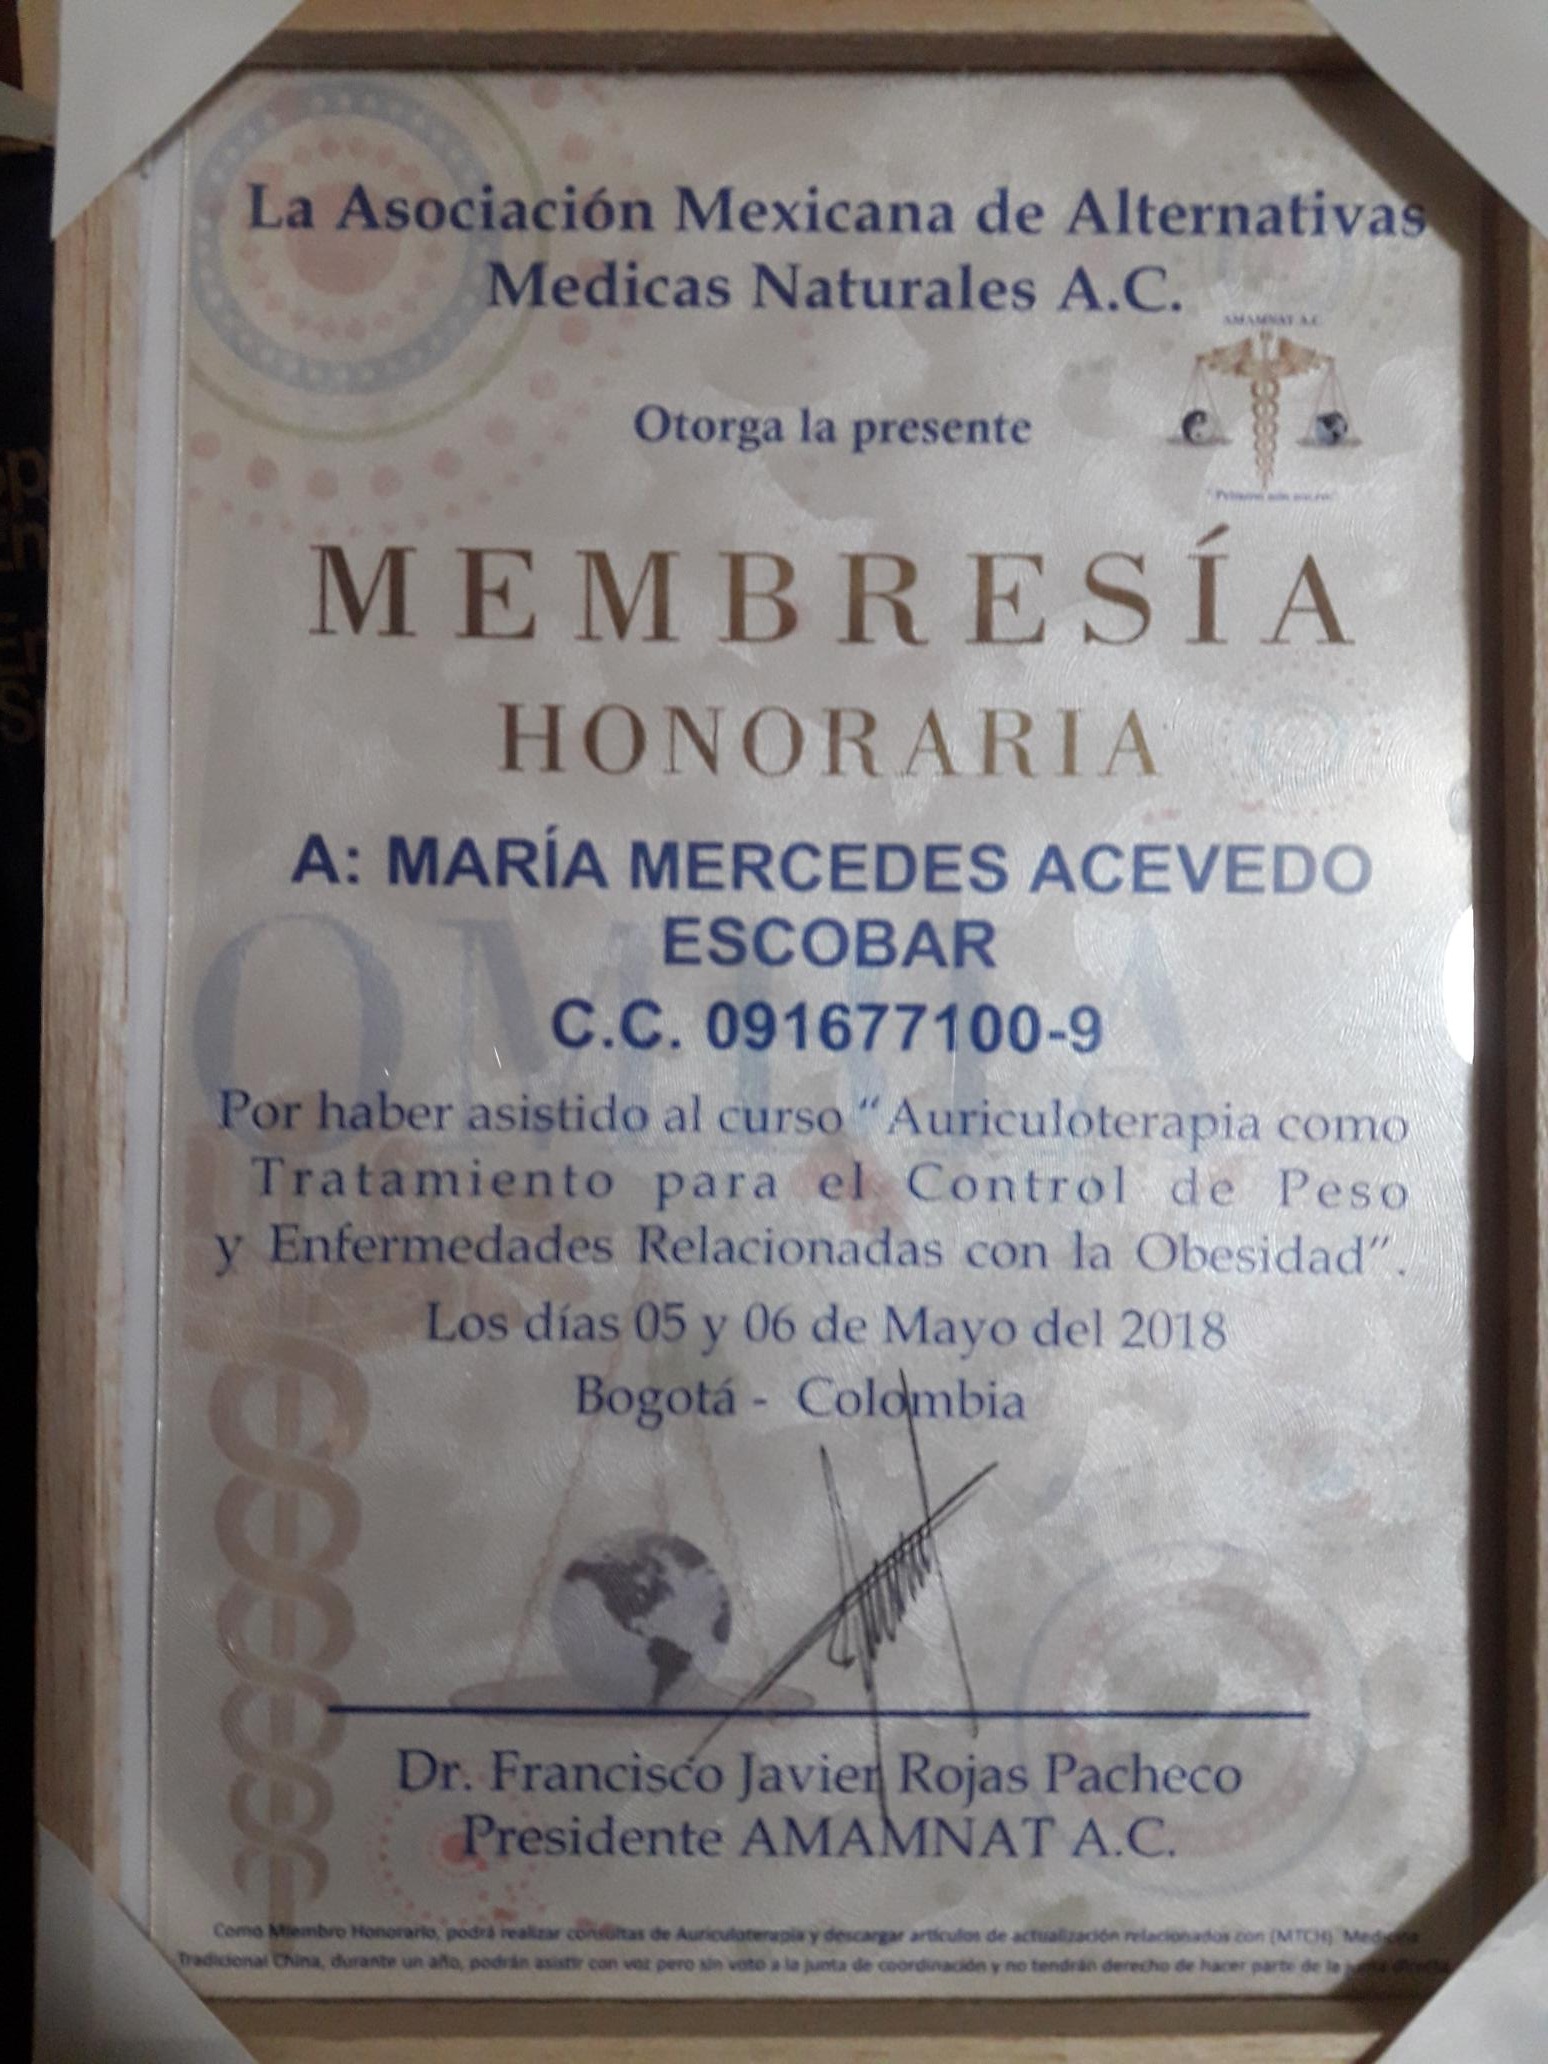 La Asociación Mexicana de Alternativas
Medicas Naturales A.C.
AMAMNAT A.C.
Otorga la presente
MEMBRESÍA
HONORARIA
A: MARÍA MERCEDES ACEVEDO
ESCOBAR
C.C. 091677100-9
Por haber asistido al curso “Auriculoterapia como
Tratamiento para el Control de Peso
y Enfermedades Relacionadas con la Obesidad”.
Los días 05 y 06 de Mayo del 2018
Bogotá - Colombia
Dr. Francisco Javier Rojas Pacheco
Presidente AMAMNAT A.C.
Como Miembro Honorario, podrá realizar consultas de Auriculoterapia y descargar artículos de actualización relacionados con (MTCH). Medicina
Tradicional China, durante un año, podrán asistir con voz pero sin voto a la junta de coordinación y no tendrán derecho de hacer parte de la